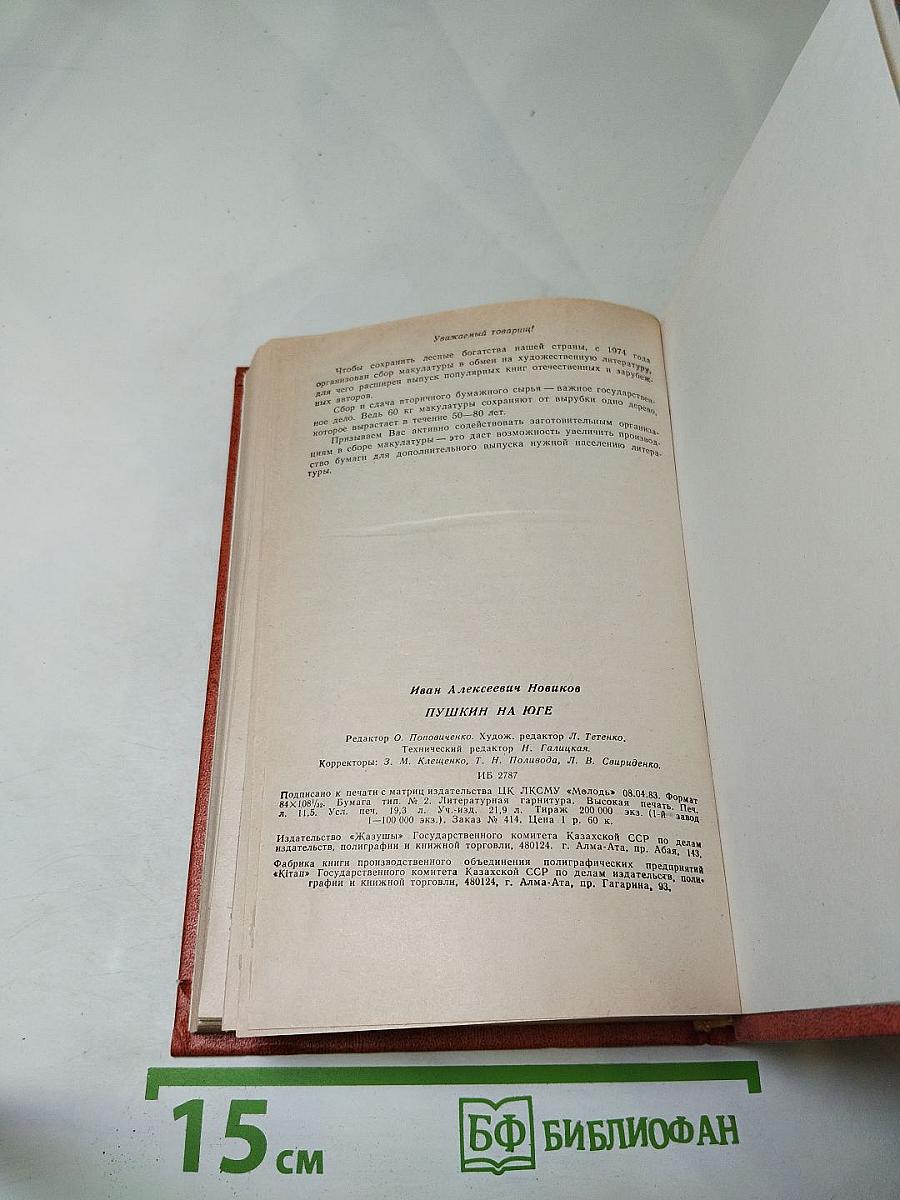 Уважаемый товарищ!
Чтобы сохранить лесные богатства нашей страны, с 1974 года
организован сбор макулатуры в обмен на художественную литературу,
для чего расширен выпуск популярных книг отечественных и зарубеж-
ных авторов.
Сбор и сдача вторичного бумажного сырья — важное государствен-
ное дело. Ведь 60 кг макулатуры сохраняют от вырубки одно дерево,
которое вырастает в течение 50—80 лет.
Призываем Вас активно содействовать заготовительным организа-
циям в сборе макулатуры — это даст возможность увеличить производ-
ство бумаги для дополнительного выпуска нужной населению литера-
туры.
Иван Алексеевич Новиков
ПУШКИН НА ЮГЕ
Редактор О. Поповиченко. Худож. редактор Л. Тетенко.
Технический редактор Н. Галицкая.
Корректоры: З. М. Клещенко, Т. Н. Поливода, Л. В. Свириденко.
ИБ 2787
Подписано к печати с матриц издательства ЦК ЛКСМУ «Молодь» 08.04.83. Формат
84×108¹/₃₂. Бумага тип. № 2. Литературная гарнитура. Высокая печать. Печ.
л. 11,5. Усл. печ. 19,3 л. Уч.-изд. 21,9 л. Тираж 200 000 экз. (1-й завод
1—100 000 экз.). Заказ № 414. Цена 1 р. 60 к.
Издательство «Жазушы» Государственного комитета Казахской ССР по делам
издательств, полиграфии и книжной торговли, 480124, г. Алма-Ата, пр. Абая, 143.
Фабрика книги производственного объединения полиграфических предприятий
«Кітап» Государственного комитета Казахской ССР по делам издательств, поли-
графии и книжной торговли, 480124, г. Алма-Ата, пр. Гагарина, 93.
15 см
БФ БИБЛИОФАН